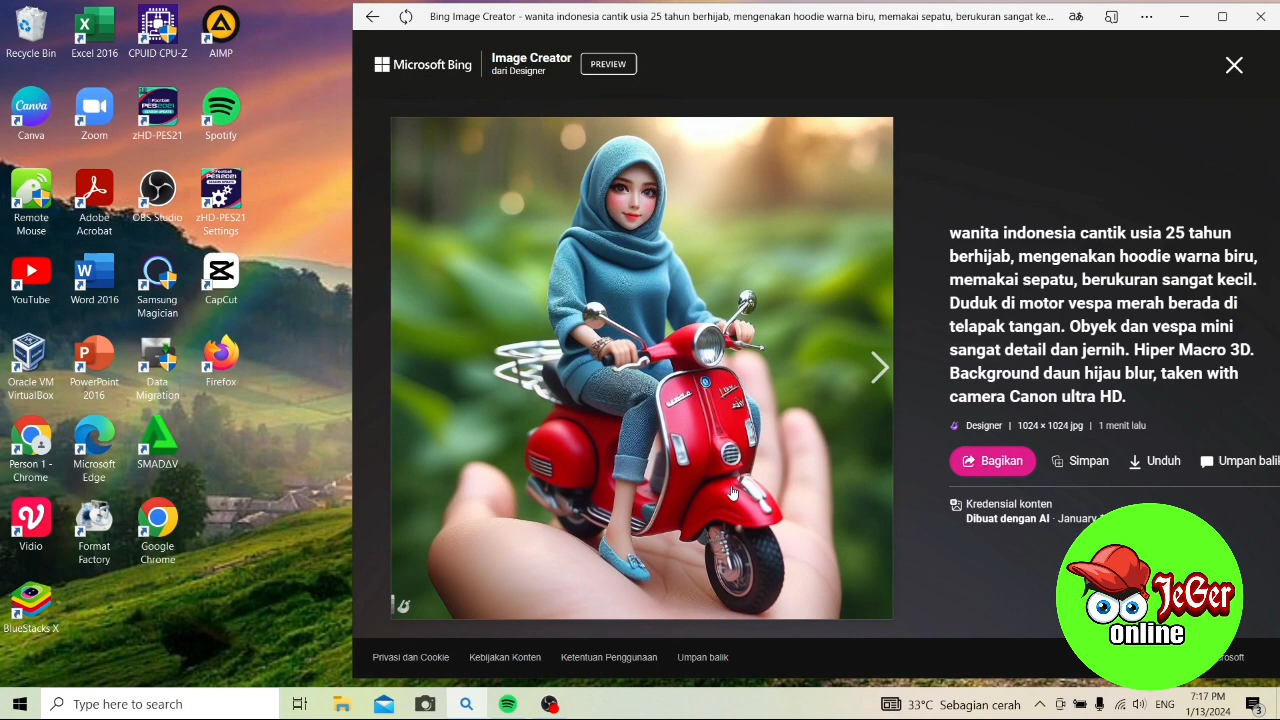 Recycle Bin
Excel 2016
CPUID CPU-Z
AIMP
Canva
Canva
Zoom
zHD-PES21
Spotify
Remote
Mouse
Adobe
Acrobat
OBS Studio
zHD-PES21
Settings
YouTube
Word 2016
Samsung
Magician
CapCut
Oracle VM
VirtualBox
PowerPoint
2016
Data
Migration
Firefox
Person 1 -
Chrome
Microsoft
Edge
SMADΔV
Vidio
Format
Factory
Google
Chrome
BlueStacks X
Bing Image Creator - wanita indonesia cantik usia 25 tahun berhijab, mengenakan hoodie warna biru, memakai sepatu, berukuran sangat ke...
Microsoft Bing
Image Creator
dari Designer
PREVIEW
wanita indonesia cantik usia 25 tahun
berhijab, mengenakan hoodie warna biru,
memakai sepatu, berukuran sangat kecil.
Duduk di motor vespa merah berada di
telapak tangan. Obyek dan vespa mini
sangat detail dan jernih. Hiper Macro 3D.
Background daun hijau blur, taken with
camera Canon ultra HD.
Designer | 1024 × 1024 jpg | 1 menit lalu
Bagikan
Simpan
Unduh
Umpan balik
Kredensial konten
Dibuat dengan AI · January
JeGer
online
Privasi dan Cookie
Kebijakan Konten
Ketentuan Penggunaan
Umpan balik
Type here to search
33°C Sebagian cerah
ENG
7:17 PM
1/13/2024
3